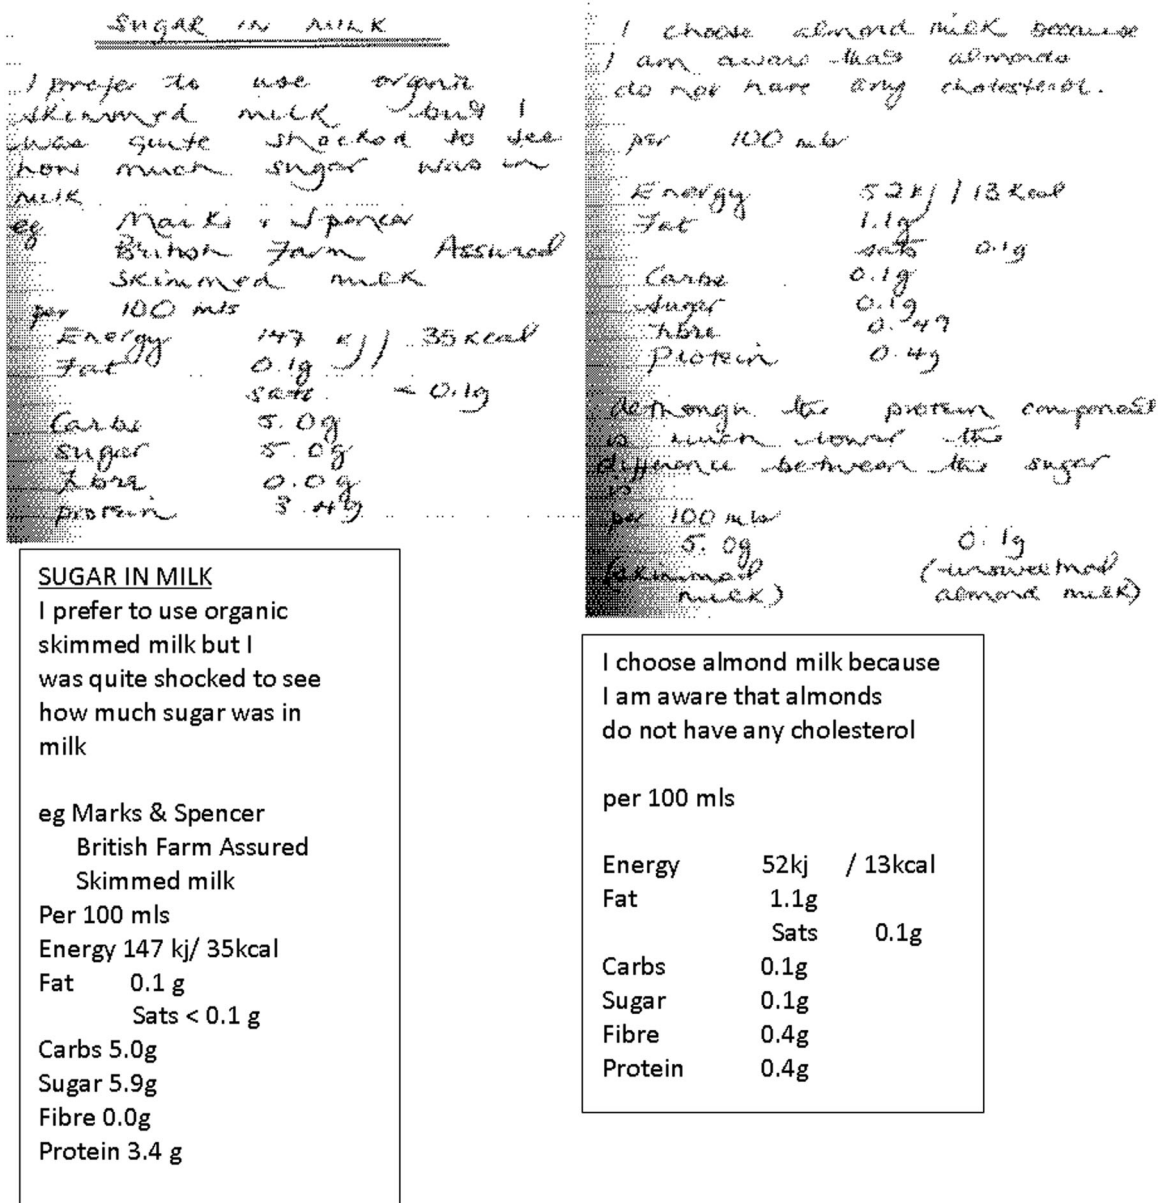 SUGAR IN MILK
I prefer to use organic
skimmed milk but I
was quite shocked to see
how much sugar was in
milk
eg Marks & Spencer
British Farm Assured
Skimmed milk
per 100 mls
Energy 147 kj / 35 kcal
Fat 0.1g
sats < 0.1g
Carbs 5.0g
sugar 5.0g
Fibre 0.0g
protein 3.4g
I choose almond milk because
I am aware that almonds
do not have any cholesterol.
per 100 mls
Energy 52 kj / 13 kcal
Fat 1.1g
sats 0.1g
Carbs 0.1g
Sugar 0.1g
Fibre 0.4g
Protein 0.4g
Although the protein component
is much lower the
difference between the sugar
is
per 100 mls
5.0g 0.1g
(skimmed (unsweetened
milk) almond milk)
SUGAR IN MILK
I prefer to use organic
skimmed milk but I
was quite shocked to see
how much sugar was in
milk
eg Marks & Spencer
British Farm Assured
Skimmed milk
Per 100 mls
Energy 147 kj/ 35kcal
Fat 0.1 g
Sats < 0.1 g
Carbs 5.0g
Sugar 5.9g
Fibre 0.0g
Protein 3.4 g
I choose almond milk because
I am aware that almonds
do not have any cholesterol
per 100 mls
Energy 52kj / 13kcal
Fat 1.1g
Sats 0.1g
Carbs 0.1g
Sugar 0.1g
Fibre 0.4g
Protein 0.4g